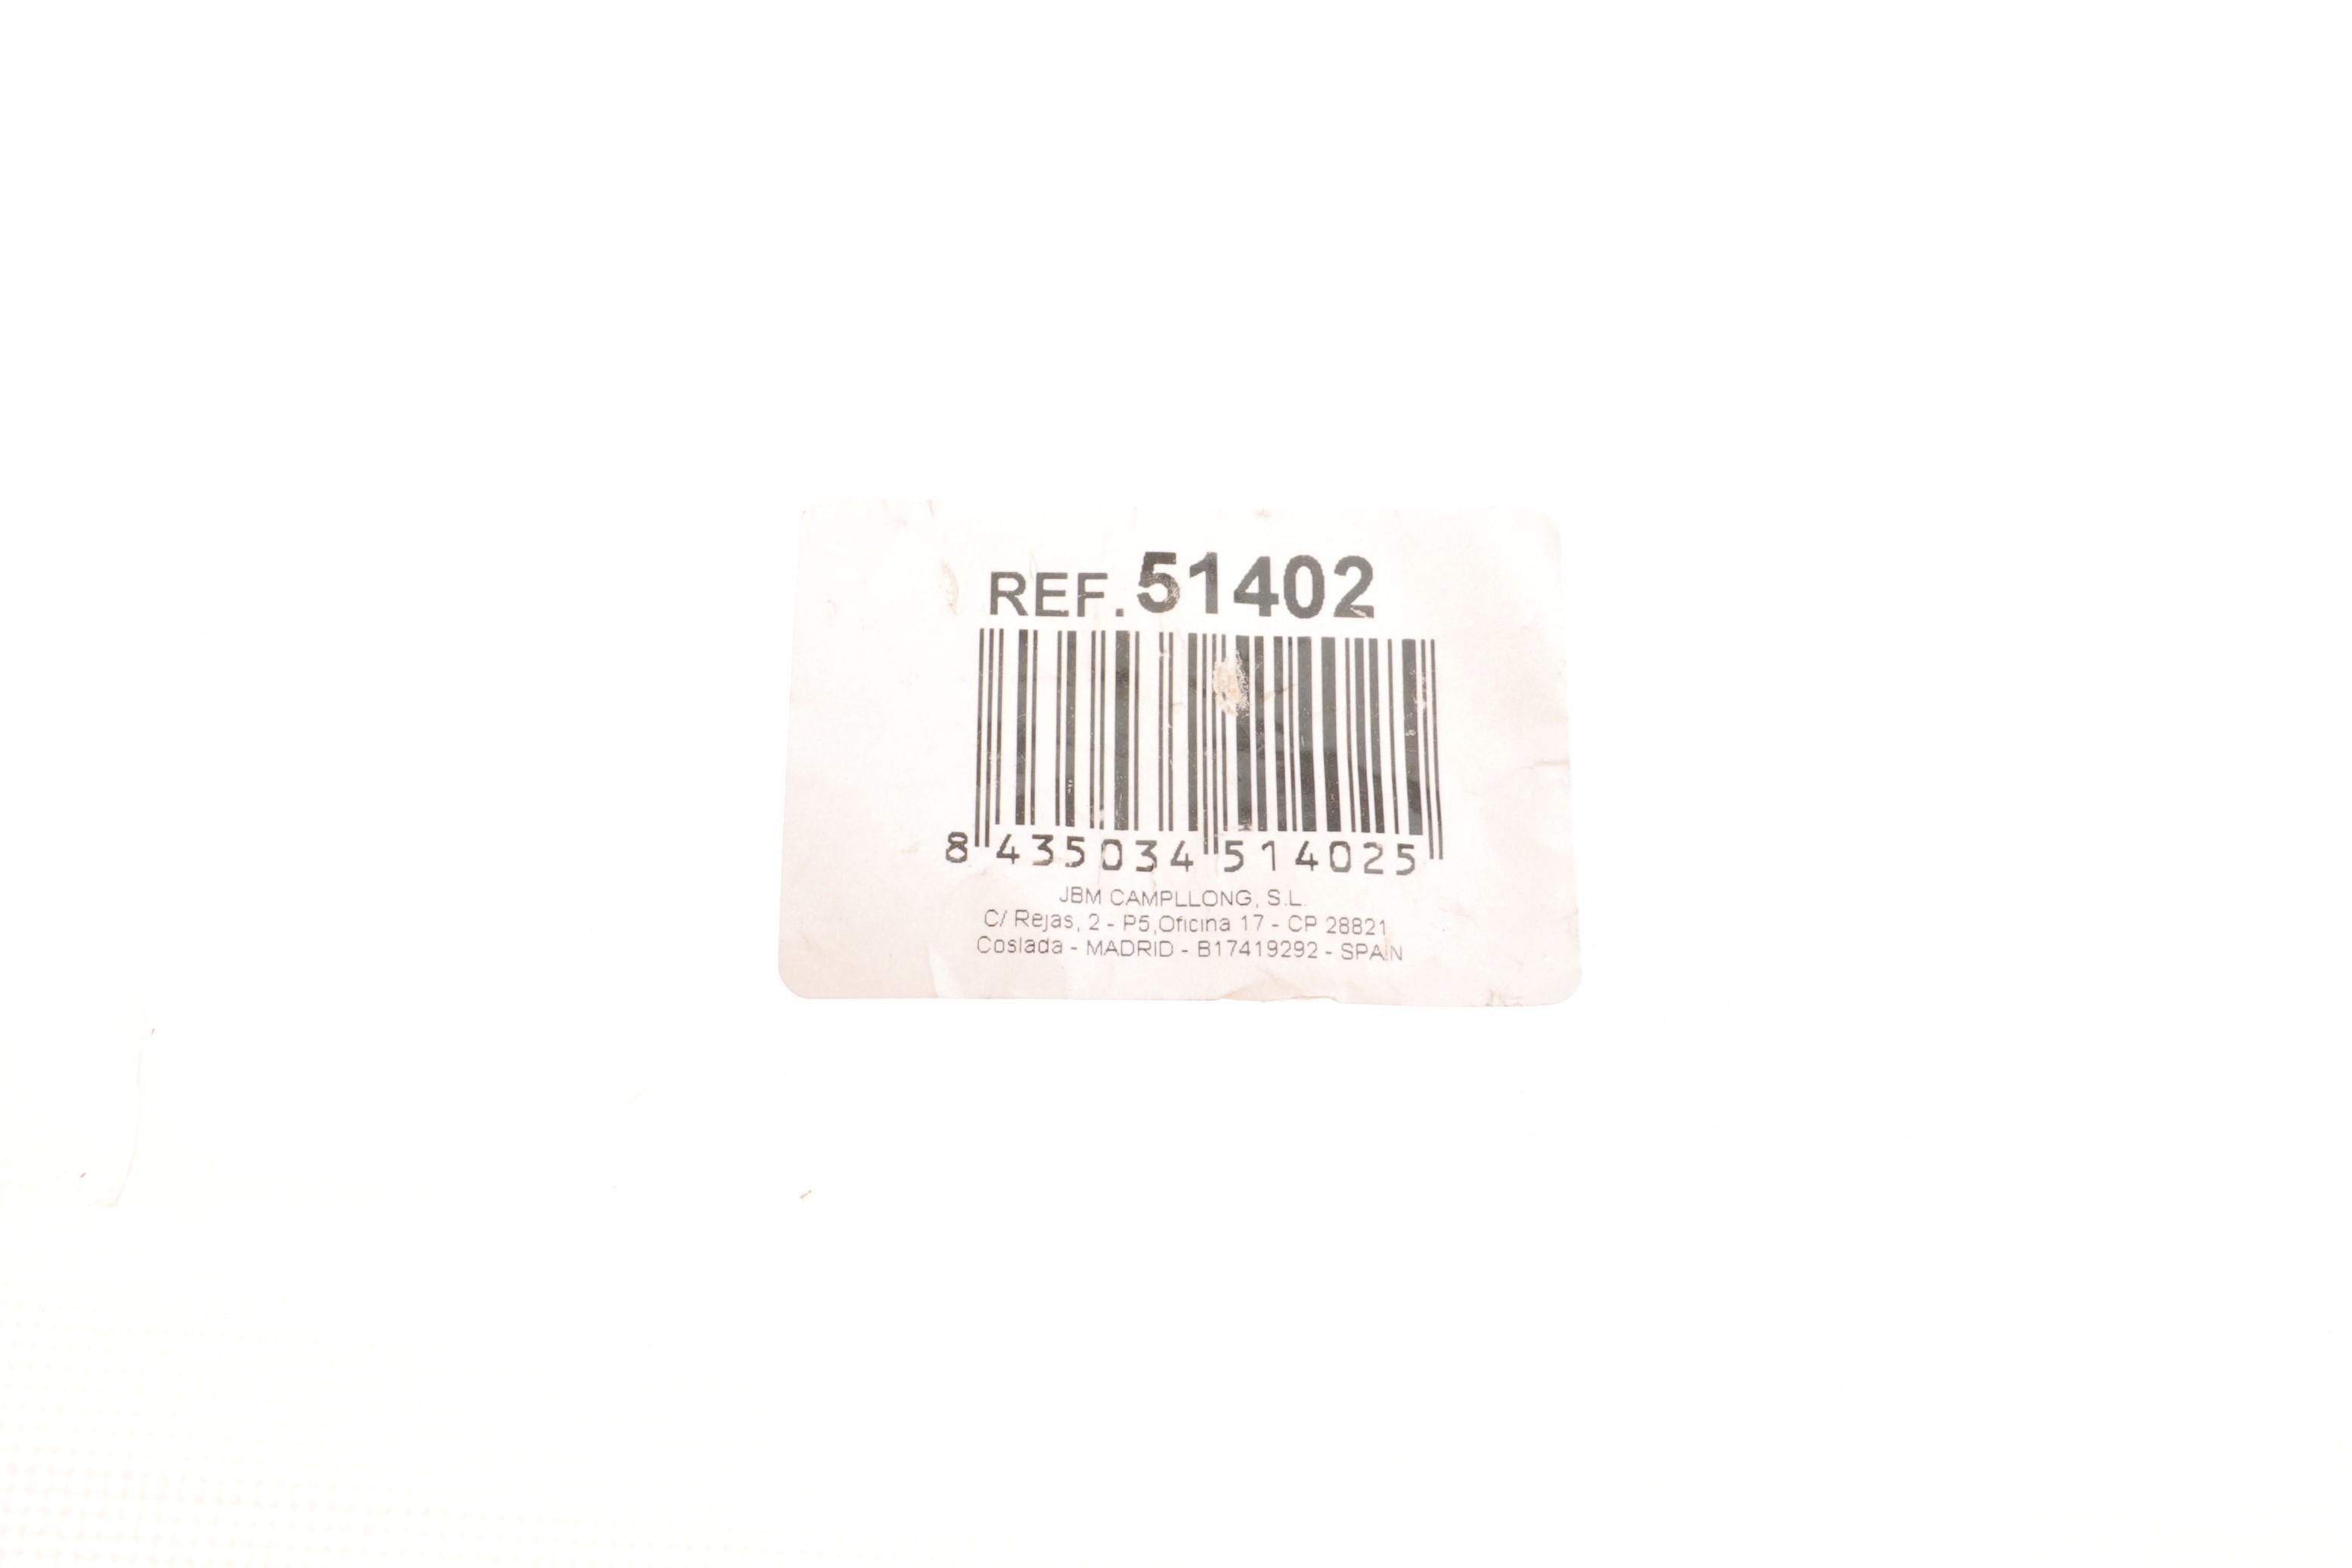 REF. 51402
8 435034 514025
JBM CAMPLLONG, S.L.
C/ Rejas, 2 - P5,Oficina 17 - CP 28821
Coslada - MADRID - B17419292 - SPAIN